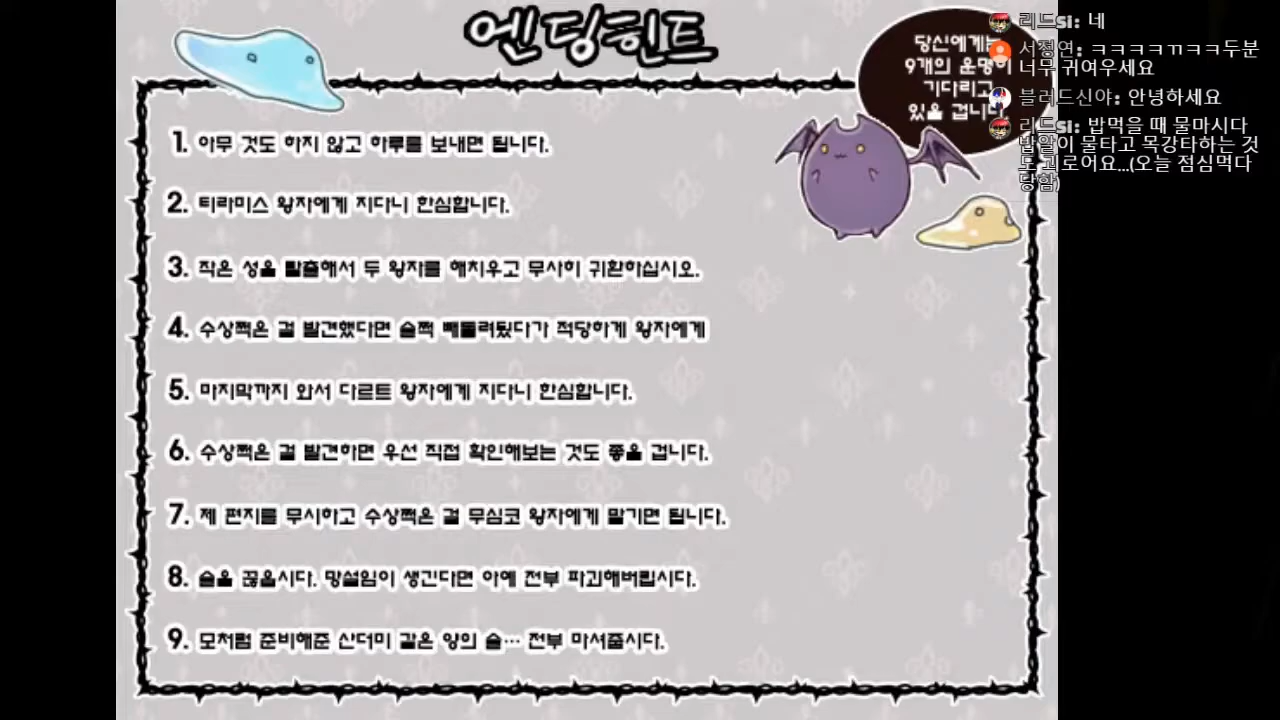 엔딩힌트
당신에게는
9개의 운명이
기다리고
있을 겁니다.
1. 아무 것도 하지 않고 하루를 보내면 됩니다.
2. 티라미스 왕자에게 지다니 한심합니다.
3. 작은 성을 탈출해서 두 왕자를 해치우고 무사히 귀환하십시오.
4. 수상쩍은 걸 발견했다면 슬쩍 빼돌려뒀다가 적당하게 왕자에게
5. 마지막까지 와서 다르트 왕자에게 지다니 한심합니다.
6. 수상쩍은 걸 발견하면 우선 직접 확인해보는 것도 좋을 겁니다.
7. 제 편지를 무시하고 수상쩍은 걸 무심코 왕자에게 맡기면 됩니다.
8. 술을 끊읍시다. 망설임이 생긴다면 아예 전부 파괴해버립시다.
9. 모처럼 준비해준 산더미 같은 양의 술… 전부 마셔줍시다.
리드SI: 네
서정연: ㅋㅋㅋㅋㄲㅋㅋ두분
너무 귀여우세요
블러드신야: 안녕하세요
리드SI: 밥먹을 때 물마시다
밥알이 물타고 목강타하는 것
도 괴로어요...(오늘 점심먹다
당함)